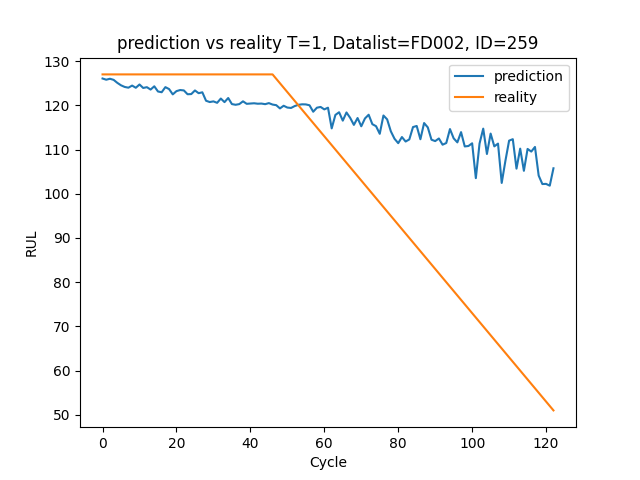 prediction vs reality T=1, Datalist=FD002, ID=259
prediction
reality
RUL
130
120
110
100
90
80
70
60
50
0 20 40 60 80 100 120
Cycle